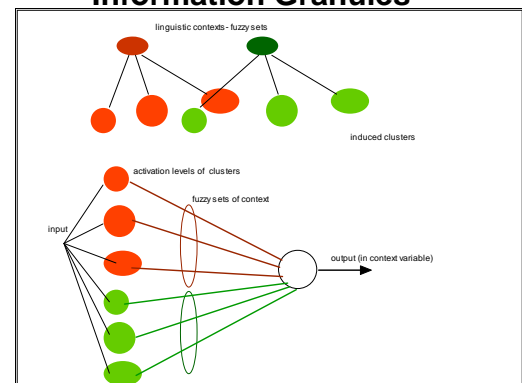 Information Granules
linguistic contexts - fuzzy sets
induced clusters
activation levels of clusters
fuzzy sets of context
input
output (in context variable)